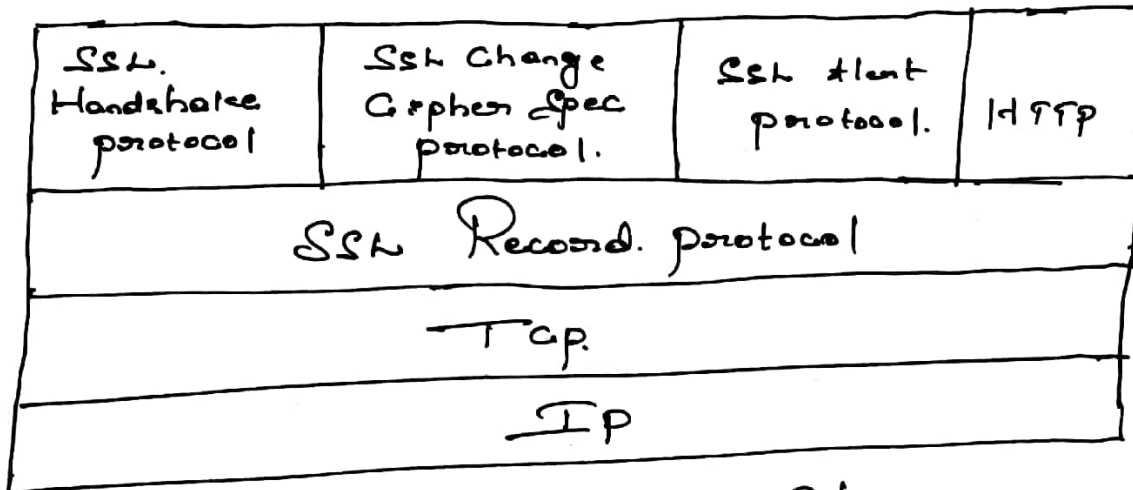 SSL.
Handshake
protocol
SSL Change
Cipher Spec
protocol.
SSL Alert
protocol.
HTTP
SSL Record. protocol
TCP.
IP